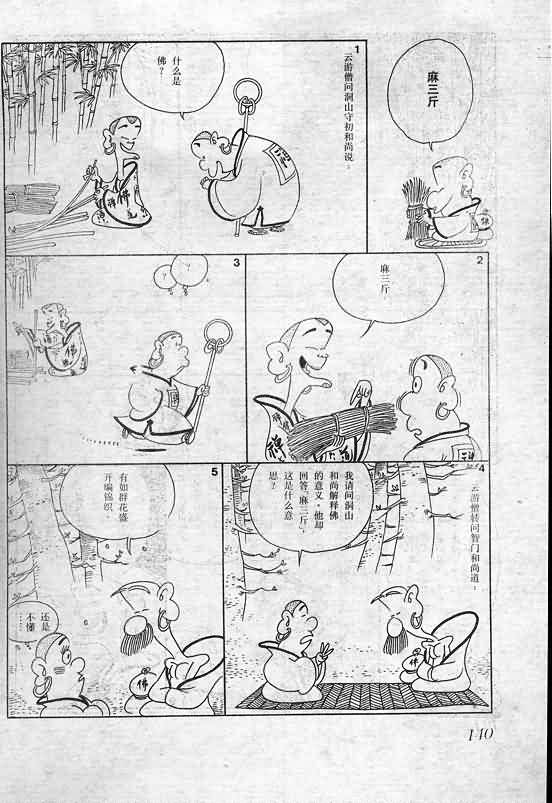 麻三斤
1
云游僧问洞山守初和尚说：
什么是
佛？
2
麻三斤
3
？
？
4
云游僧转问智门和尚道：
我请问洞山
和尚解释佛
的意义，他却
回答‘麻三斤’，
这是什么意
思？
5
有如群花盛
开编锦织。
还是
不懂
……
佛
佛
佛
禅
佛
140